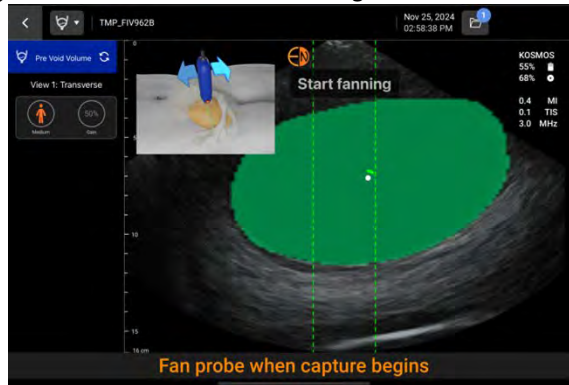 TMP_FIV962B
Nov 25, 2024
02:58:38 PM
1
Pre Void Volume
View 1: Transverse
Medium
50%
Gain
Start fanning
KOSMOS
55%
68%
0.4 MI
0.1 TIS
3.0 MHz
0
5
10
15
16 cm
Fan probe when capture begins